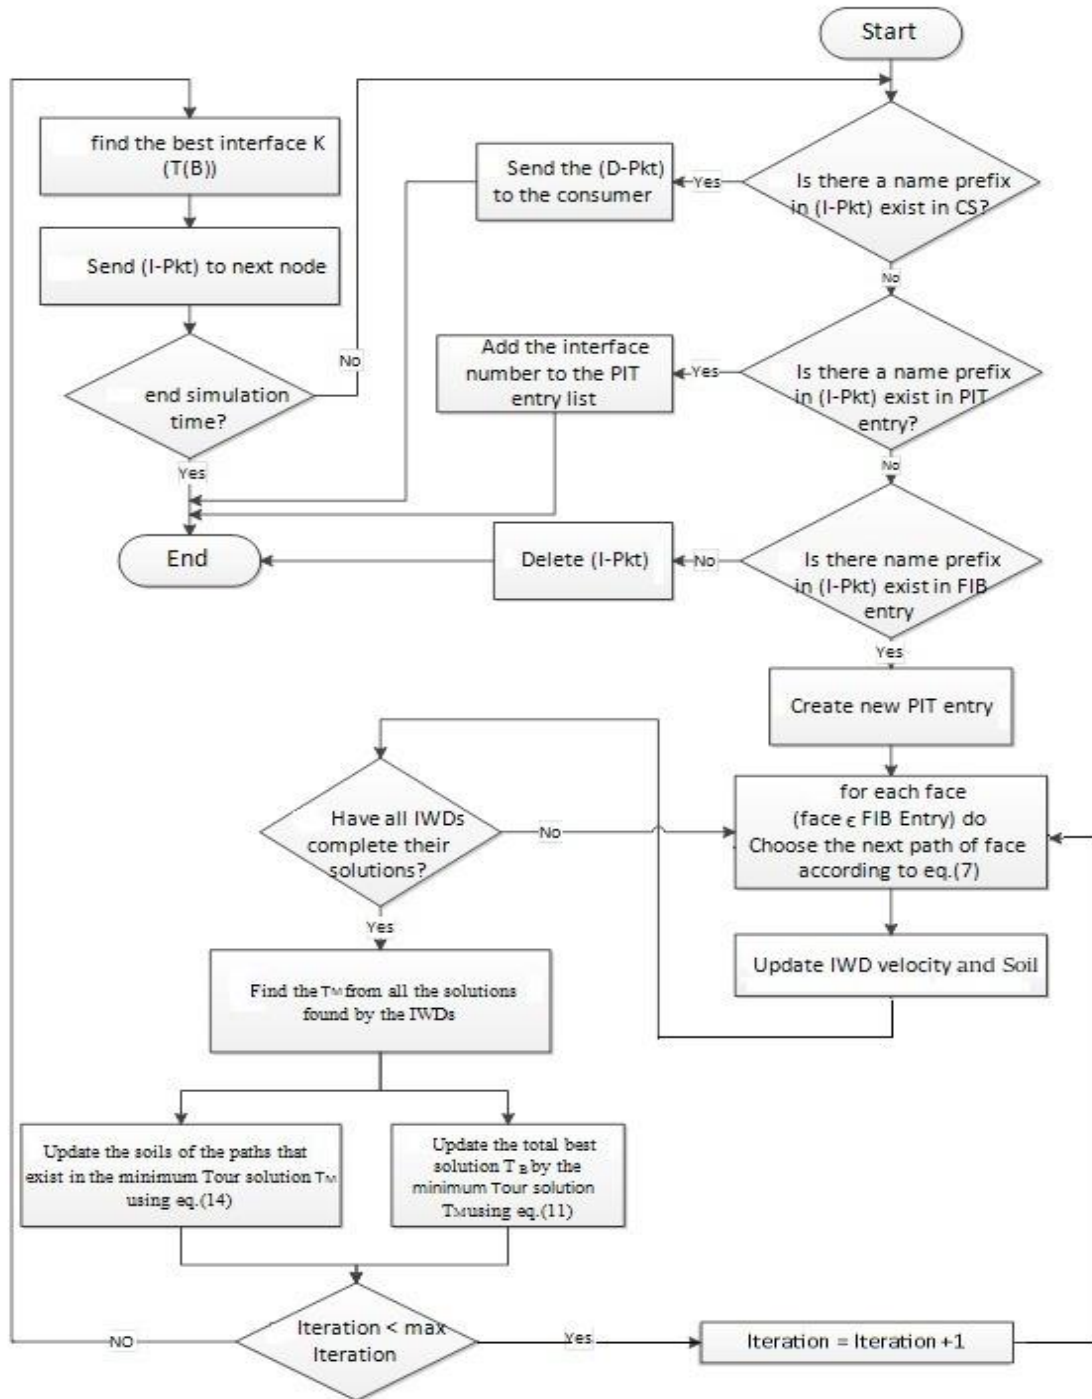 Start
Is there a name prefix
in (I-Pkt) exist in CS?
Yes
Send the (D-Pkt)
to the consumer
No
Is there a name prefix
in (I-Pkt) exist in PIT
entry?
Yes
Add the interface
number to the PIT
entry list
No
Is there name prefix
in (I-Pkt) exist in FIB
entry
No
Delete (I-Pkt)
Yes
Create new PIT entry
for each face
(face ϵ FIB Entry) do
Choose the next path of face
according to eq.(7)
Update IWD velocity and Soil
Have all IWDs
complete their
solutions?
No
Yes
Find the TM from all the solutions
found by the IWDs
Update the soils of the paths that
exist in the minimum Tour solution TM
using eq.(14)
Update the total best
solution T B by the
minimum Tour solution
TM using eq.(11)
Iteration < max
Iteration
Yes
Iteration = Iteration +1
NO
find the best interface K
(T(B))
Send (I-Pkt) to next node
end simulation
time?
No
Yes
End